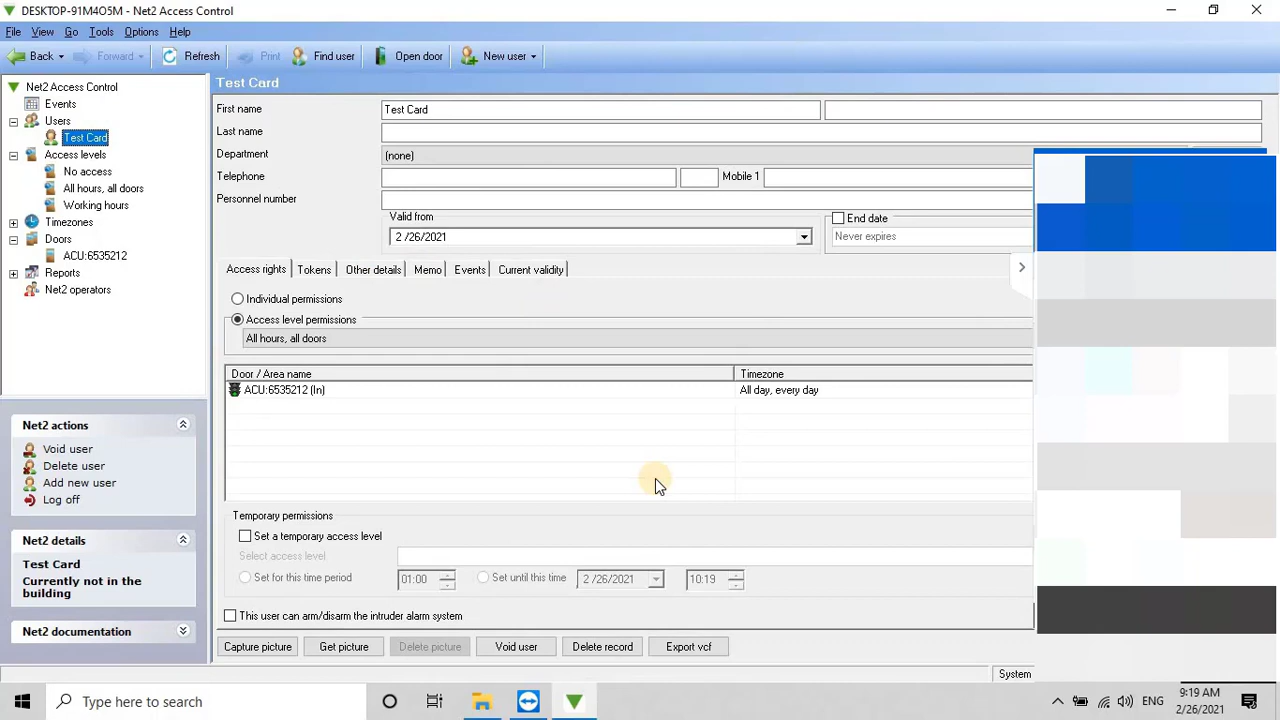 DESKTOP-91M4O5M - Net2 Access Control
File View Go Tools Options Help
Back Forward Refresh Print Find user Open door New user
Net2 Access Control
Events
Users
Test Card
Access levels
No access
All hours, all doors
Working hours
Timezones
Doors
ACU:6535212
Reports
Net2 operators
Net2 actions
Void user
Delete user
Add new user
Log off
Net2 details
Test Card
Currently not in the
building
Net2 documentation
Test Card
First name Test Card
Last name
Department (none)
Telephone Mobile 1
Personnel number
Valid from End date
2 /26/2021 Never expires
Access rights Tokens Other details Memo Events Current validity
Individual permissions
Access level permissions
All hours, all doors
Door / Area name Timezone
ACU:6535212 (In) All day, every day
Temporary permissions
Set a temporary access level
Select access level
Set for this time period 01:00 Set until this time 2 /26/2021 10:19
This user can arm/disarm the intruder alarm system
Capture picture Get picture Delete picture Void user Delete record Export vcf
System
Type here to search
ENG
9:19 AM
2/26/2021